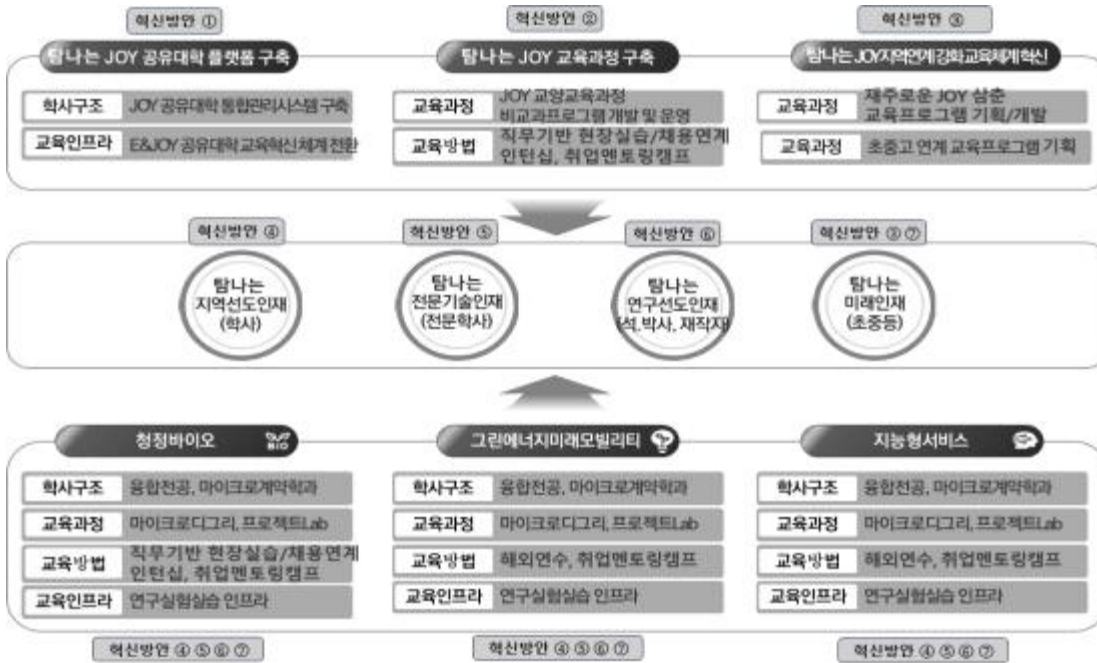 혁신방안 ①
혁신방안 ②
혁신방안 ③
탐나는 JOY 공유대학 플랫폼 구축
탐나는 JOY 교육과정 구축
탐나는 JOY지역연계 강화교육체계 혁신
학사구조
JOY 공유대학 통합관리시스템 구축
교육인프라
E&JOY 공유대학 교육혁신 체계 전환
교육과정
JOY 교양교육과정
비교과프로그램 개발 및 운영
교육방법
직무기반 현장실습/채용연계
인턴십, 취업멘토링캠프
교육과정
재주로운 JOY 삼춘
교육프로그램 기획/개발
교육과정
초중고 연계 교육프로그램 기획
혁신방안 ④
혁신방안 ⑤
혁신방안 ⑥
혁신방안 ③ ⑦
탐나는
지역선도인재
(학사)
탐나는
전문기술인재
(전문학사)
탐나는
연구선도인재
(석.박사, 재작자)
탐나는
미래인재
(초중등)
청정바이오
BIO
그린에너지미래모빌리티
지능형서비스
학사구조
융합전공, 마이크로계약학과
교육과정
마이크로디그리, 프로젝트Lab
교육방법
직무기반 현장실습/채용연계
인턴십, 취업멘토링캠프
교육인프라
연구실험실습 인프라
학사구조
융합전공, 마이크로계약학과
교육과정
마이크로디그리, 프로젝트Lab
교육방법
해외연수, 취업멘토링캠프
교육인프라
연구실험실습 인프라
학사구조
융합전공, 마이크로계약학과
교육과정
마이크로디그리, 프로젝트Lab
교육방법
해외연수, 취업멘토링캠프
교육인프라
연구실험실습 인프라
혁신방안 ④ ⑤ ⑥ ⑦
혁신방안 ④ ⑤ ⑥ ⑦
혁신방안 ④ ⑤ ⑥ ⑦